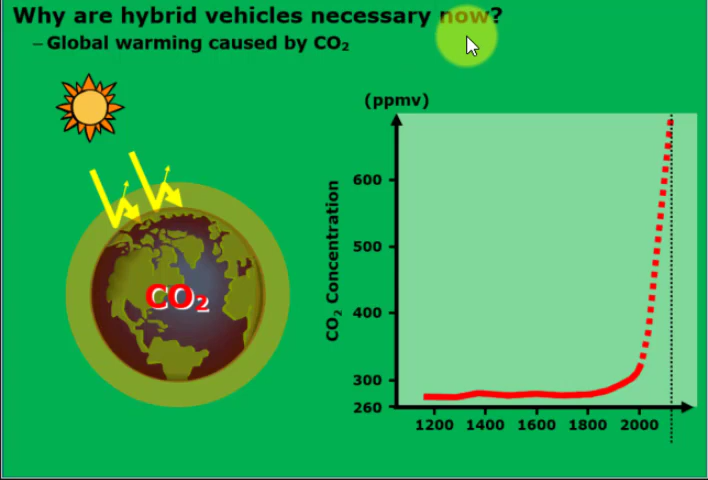 Why are hybrid vehicles necessary now?
– Global warming caused by CO₂
(ppmv)
CO₂ Concentration
600
500
400
300
260
1200 1400 1600 1800 2000
CO₂